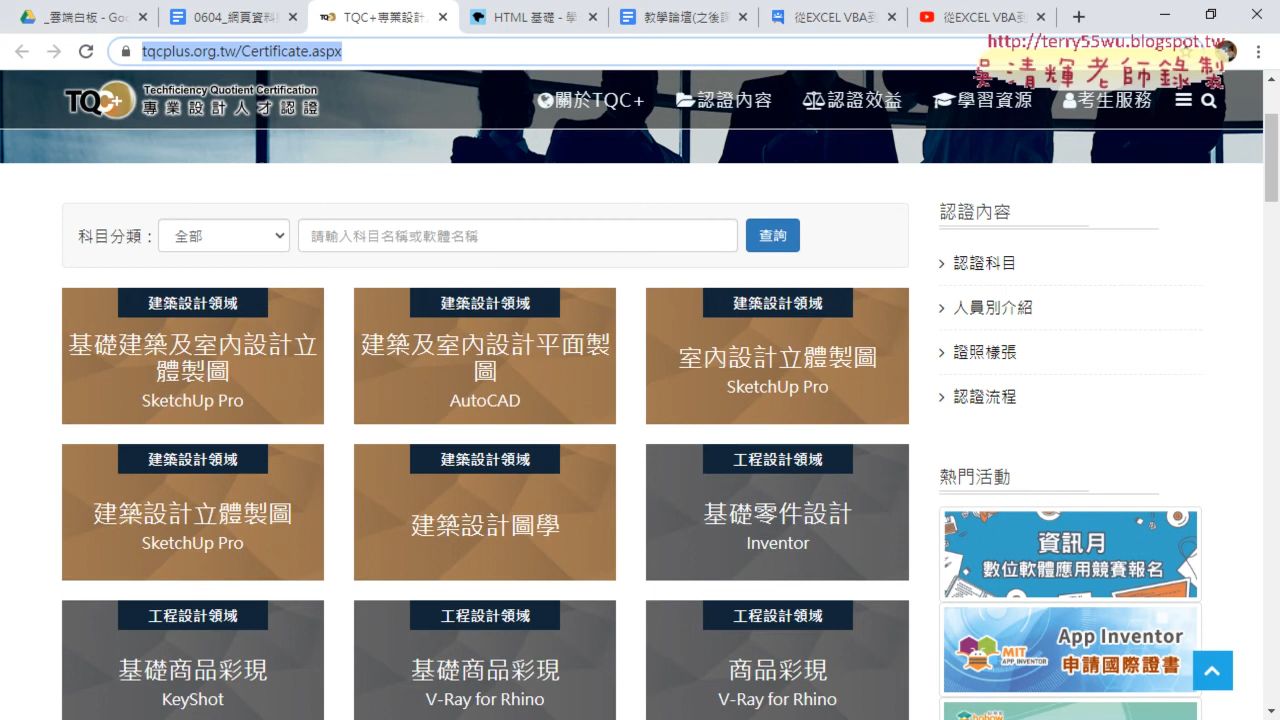 _雲端白板 - Goo
0604_網頁資料
TQC+專業設計
HTML 基礎 - 學
教學論壇(之後
從EXCEL VBA
從EXCEL VBA到
tqcplus.org.tw/Certificate.aspx
http://terry55wu.blogspot.tw
吳清輝老師錄製
TQC+
Techficiency Quotient Certification
專業設計人才認證
關於TQC+
認證內容
認證效益
學習資源
考生服務
科目分類：
全部
請輸入科目名稱或軟體名稱
查詢
建築設計領域
基礎建築及室內設計立
體製圖
SketchUp Pro
建築設計領域
建築及室內設計平面製
圖
AutoCAD
建築設計領域
室內設計立體製圖
SketchUp Pro
建築設計領域
建築設計立體製圖
SketchUp Pro
建築設計領域
建築設計圖學
工程設計領域
基礎零件設計
Inventor
工程設計領域
基礎商品彩現
KeyShot
工程設計領域
基礎商品彩現
V-Ray for Rhino
工程設計領域
商品彩現
V-Ray for Rhino
認證內容
認證科目
人員別介紹
證照樣張
認證流程
熱門活動
資訊月
數位軟體應用競賽報名
MIT
APP INVENTOR
App Inventor
申請國際證書